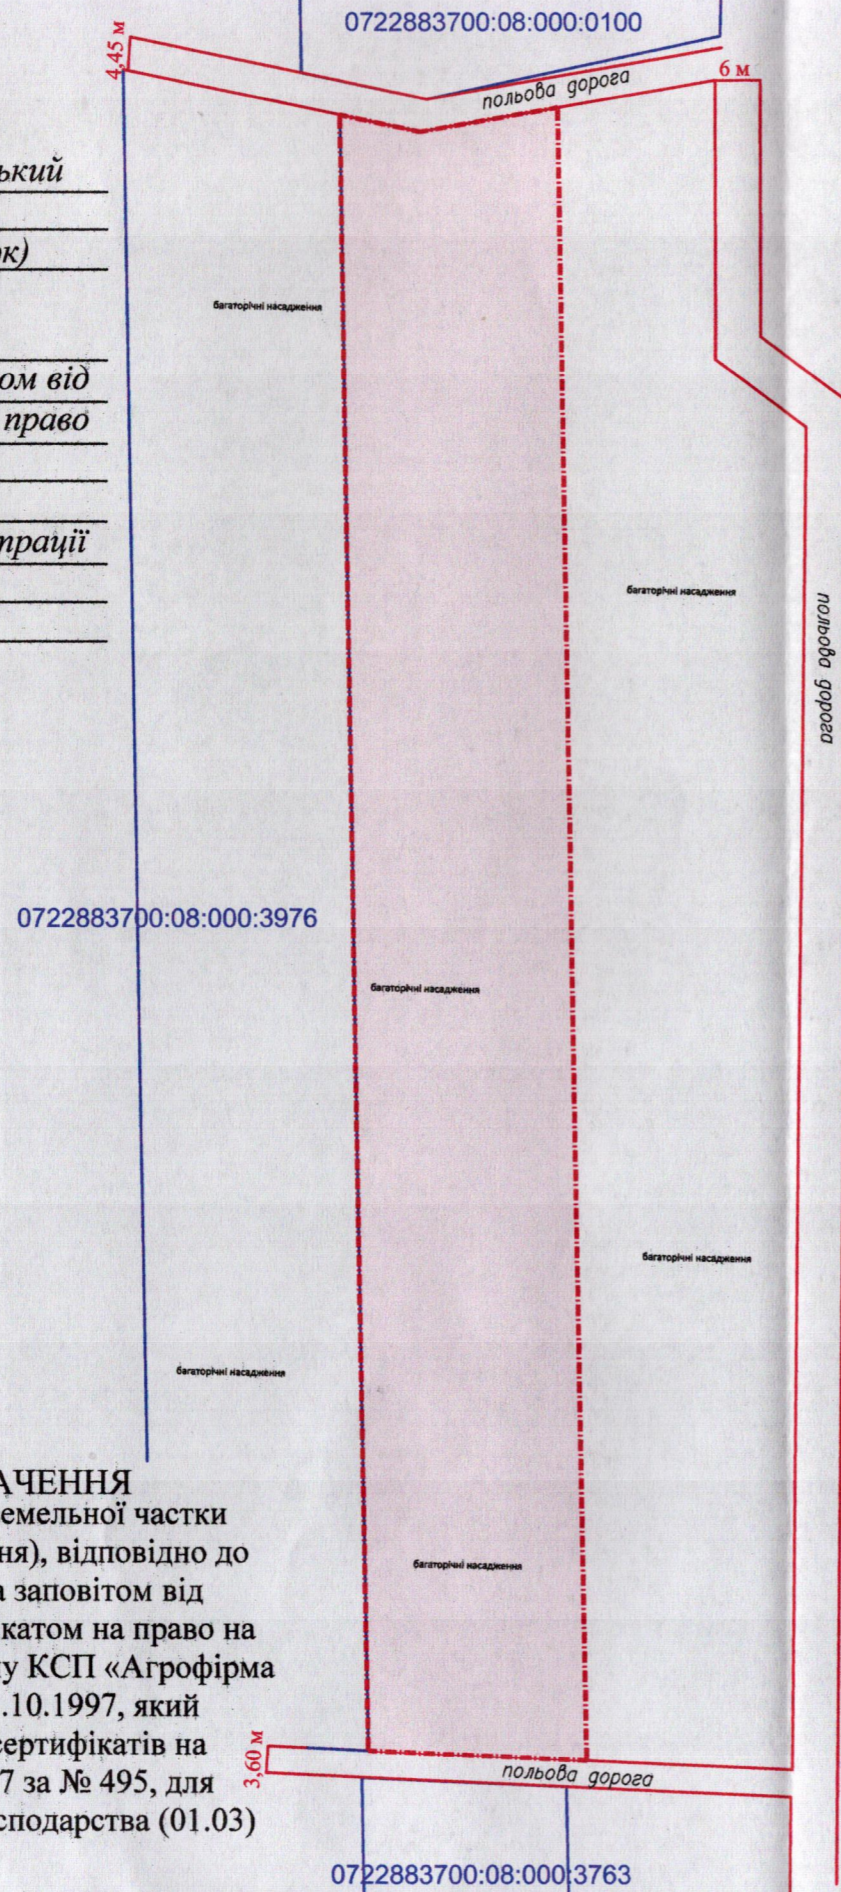 0722883700:08:000:0100
4,45 м
польова дорога
6 м
ький
к)
багаторічні насадження
ом від
право
трації
багаторічні насадження
польова дорога
0722883700:08:000:3976
багаторічні насадження
багаторічні насадження
багаторічні насадження
АЧЕННЯ
емельної частки
ня), відповідно до
багаторічні насадження
а заповітом від
катом на право на
у КСП «Агрофірма
.10.1997, який
сертифікатів на
3,60 м
7 за № 495, для
польова дорога
сподарства (01.03)
0722883700:08:000:3763